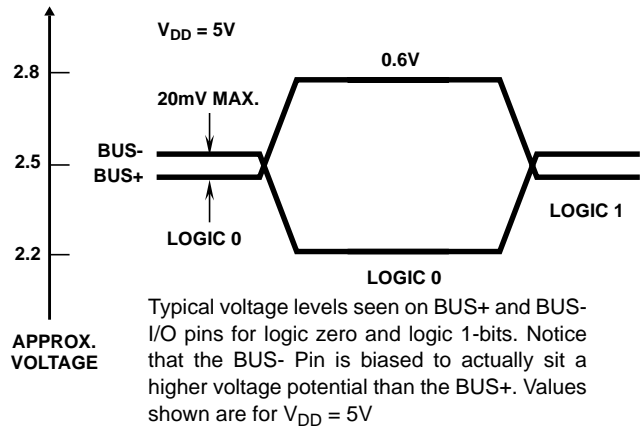 V_DD = 5V
2.8
0.6V
20mV MAX.
BUS-
2.5
BUS+
LOGIC 1
LOGIC 0
2.2
LOGIC 0
APPROX.
VOLTAGE
Typical voltage levels seen on BUS+ and BUS-
I/O pins for logic zero and logic 1-bits. Notice
that the BUS- Pin is biased to actually sit a
higher voltage potential than the BUS+. Values
shown are for V_DD = 5V